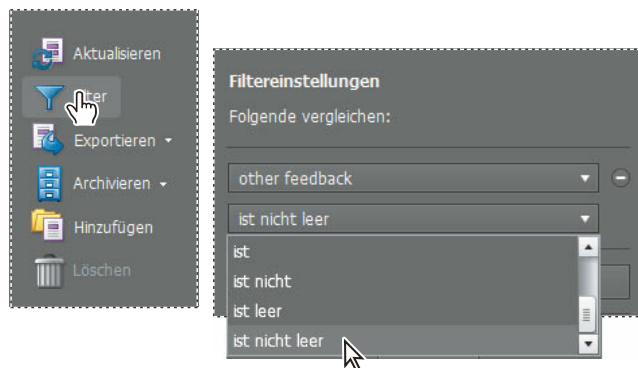 Aktualisieren
Exportieren
Archivieren
Hinzufügen
Löschen
Filtereinstellungen
Folgende vergleichen:
other feedback
ist nicht leer
ist
ist nicht
ist leer
ist nicht leer